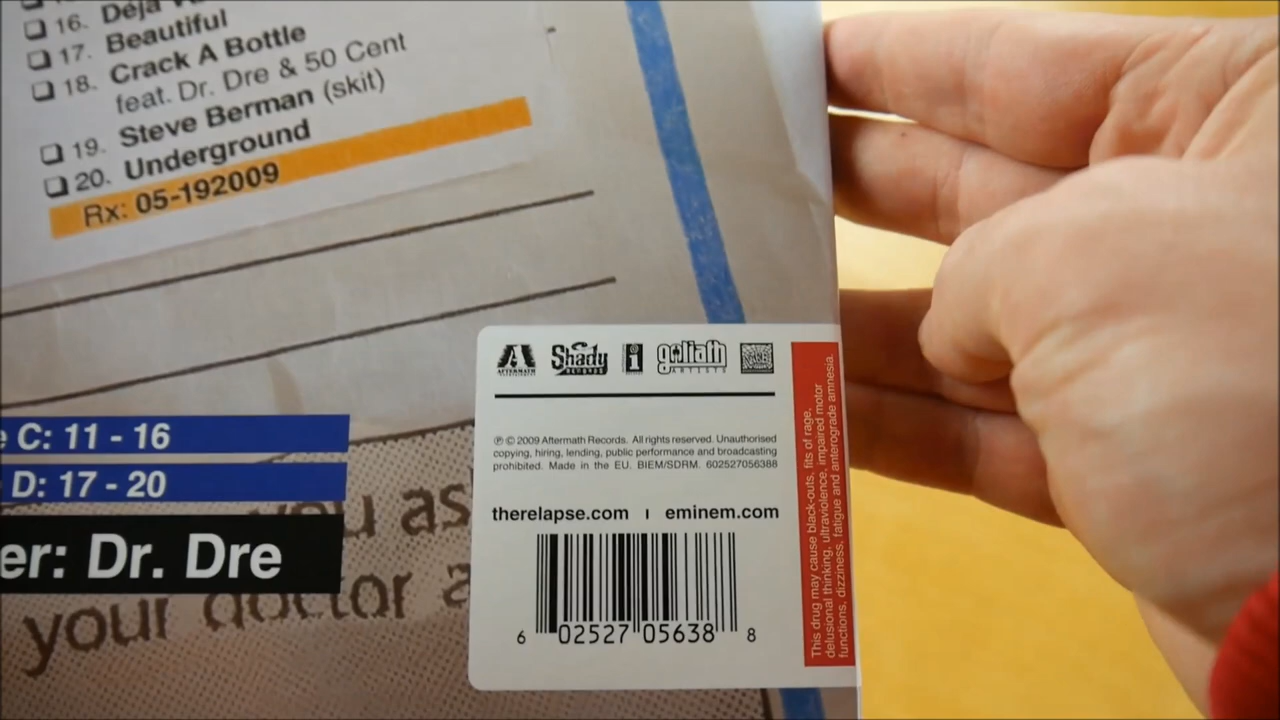 16. Déjà
17. Beautiful
18. Crack A Bottle
feat. Dr. Dre & 50 Cent
19. Steve Berman (skit)
20. Underground
Rx: 05-192009
C: 11 - 16
D: 17 - 20
er: Dr. Dre
you as
your doctor a
AFTERMATH Shady RECORDS i goliath ARTISTS
℗ © 2009 Aftermath Records. All rights reserved. Unauthorised
copying, hiring, lending, public performance and broadcasting
prohibited. Made in the EU. BIEM/SDRM. 602527056388
therelapse.com | eminem.com
6 02527 05638 8
This drug may cause black-outs, fits of rage,
delusional thinking, ultraviolence, impaired motor
functions, dizziness, fatigue and anterograde amnesia.